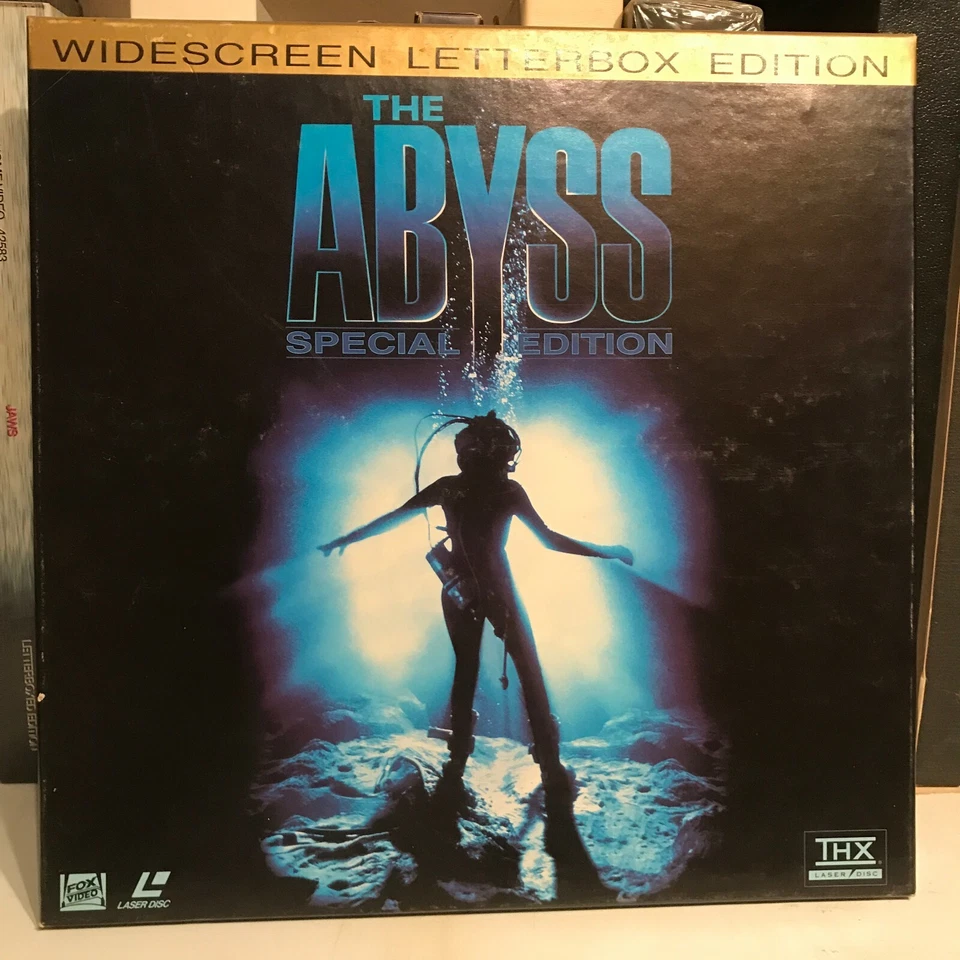 WIDESCREEN LETTERBOX EDITION
THE
ABYSS
SPECIAL EDITION
FOX
VIDEO
LASER DISC
THX
LASER DISC
JAWS